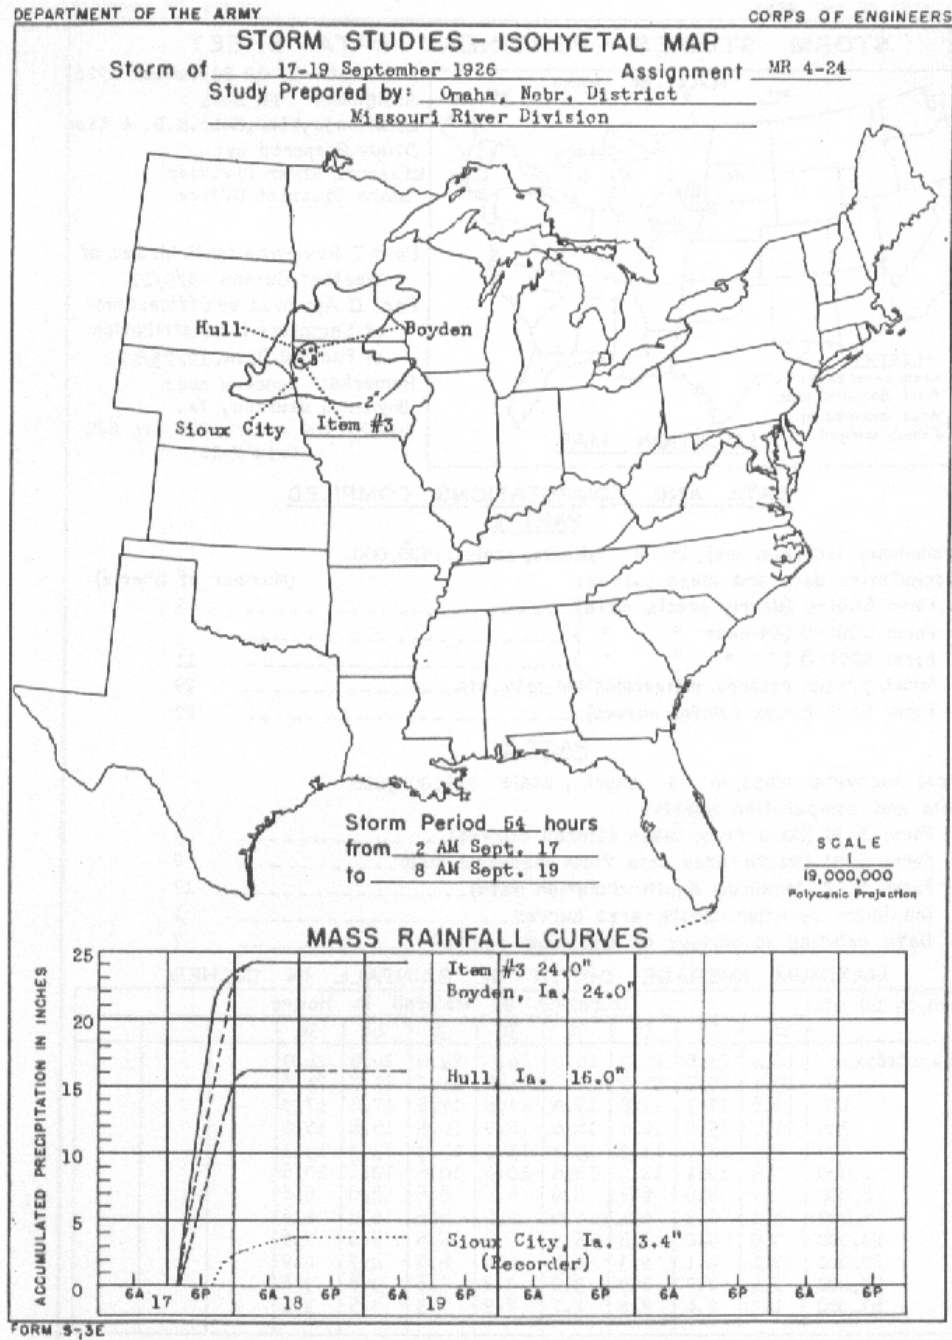 DEPARTMENT OF THE ARMY CORPS OF ENGINEERS
STORM STUDIES - ISOHYETAL MAP
Storm of 17-19 September 1926 Assignment MR 4-24
Study Prepared by: Omaha, Nebr. District
Missouri River Division
Hull Boyden
2"
Sioux City Item #3
Storm Period 54 hours
from 2 AM Sept. 17
to 8 AM Sept. 19
SCALE
1
19,000,000
Polyconic Projection
MASS RAINFALL CURVES
ACCUMULATED PRECIPITATION IN INCHES
25
20
15
10
5
0
Item #3 24.0"
Boyden, Ia. 24.0"
Hull, Ia. 16.0"
Sioux City, Ia. 3.4"
(Recorder)
6A 6P 6A 6P 6A 6P 6A 6P 6A 6P 6A 6P
17 18 19
FORM S-3E